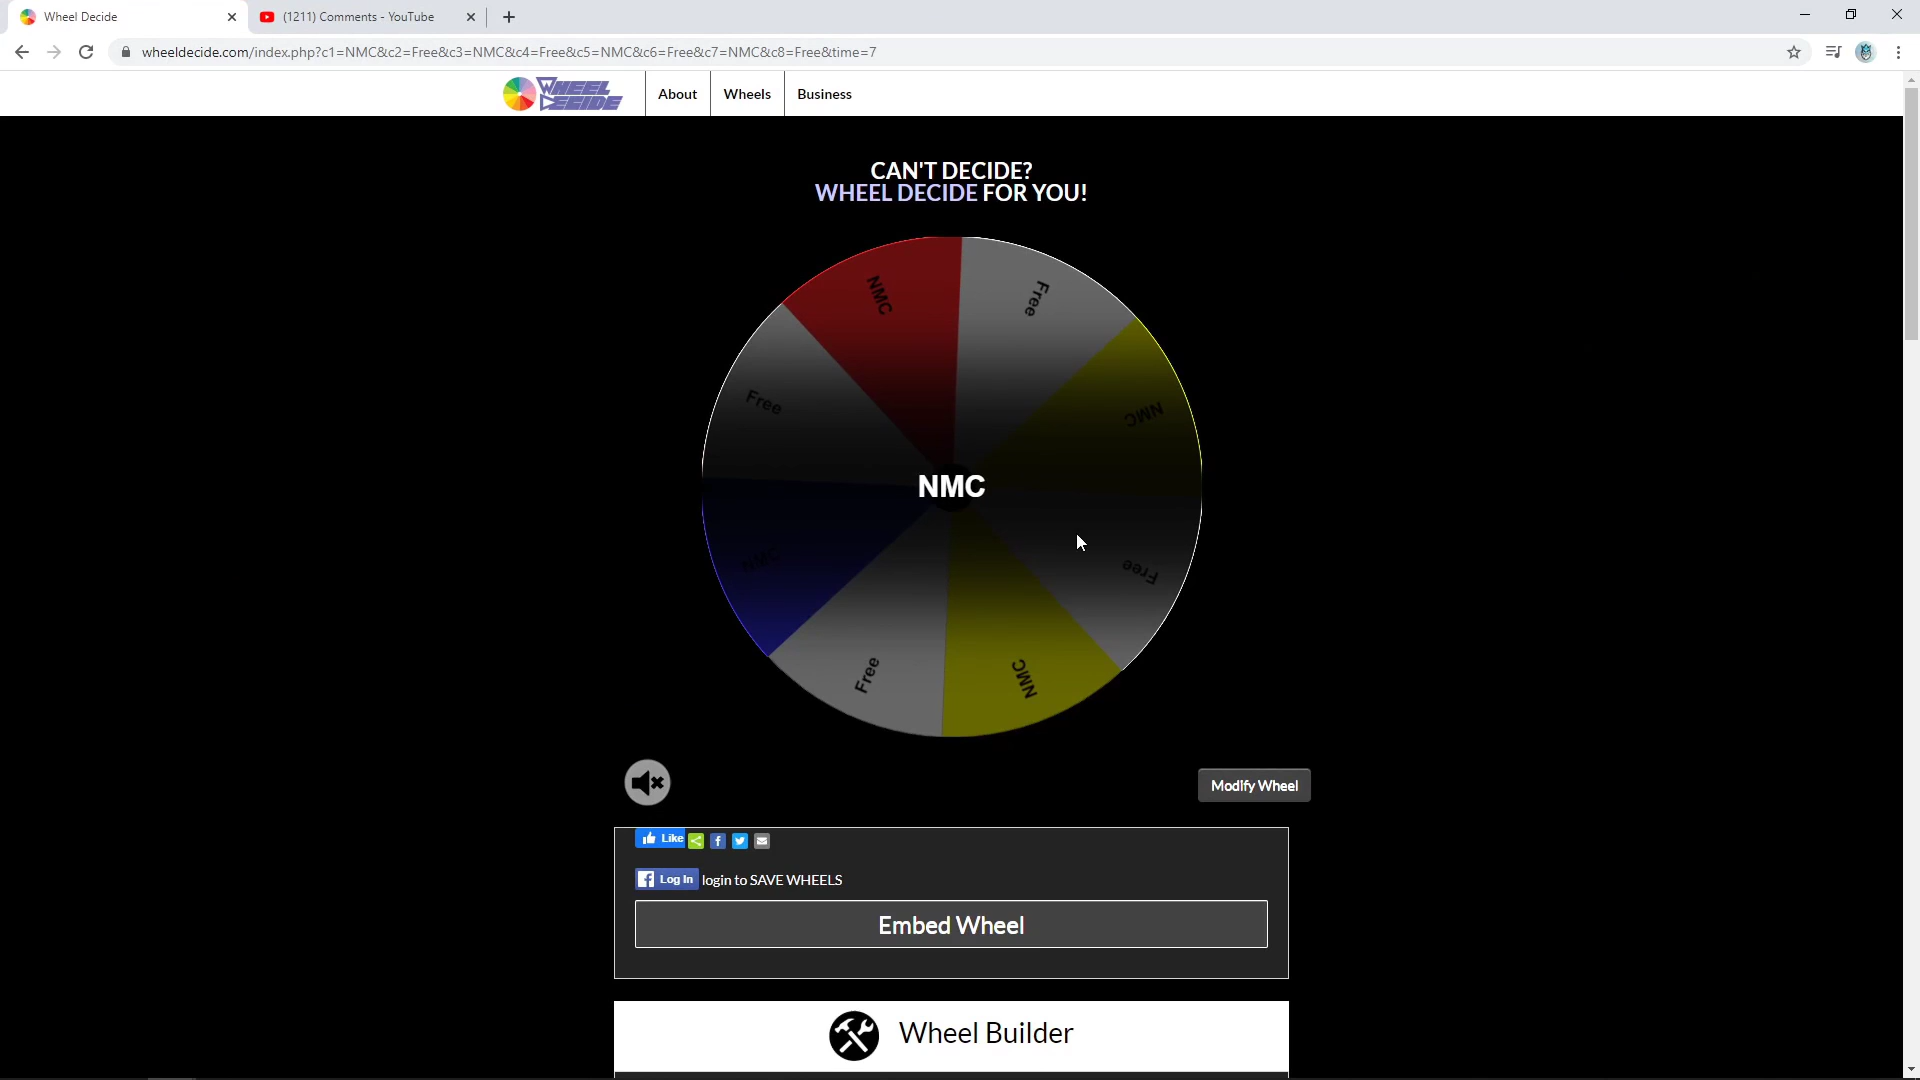 Wheel Decide
(1211) Comments - YouTube
wheeldecide.com/index.php?c1=NMC&c2=Free&c3=NMC&c4=Free&c5=NMC&c6=Free&c7=NMC&c8=Free&time=7
WHEEL DECIDE
About
Wheels
Business
CAN'T DECIDE?
WHEEL DECIDE FOR YOU!
NMC
Free
Free
NMC
NMC
NMC
Free
Free
NMC
Modify Wheel
Like
Log In login to SAVE WHEELS
Embed Wheel
Wheel Builder